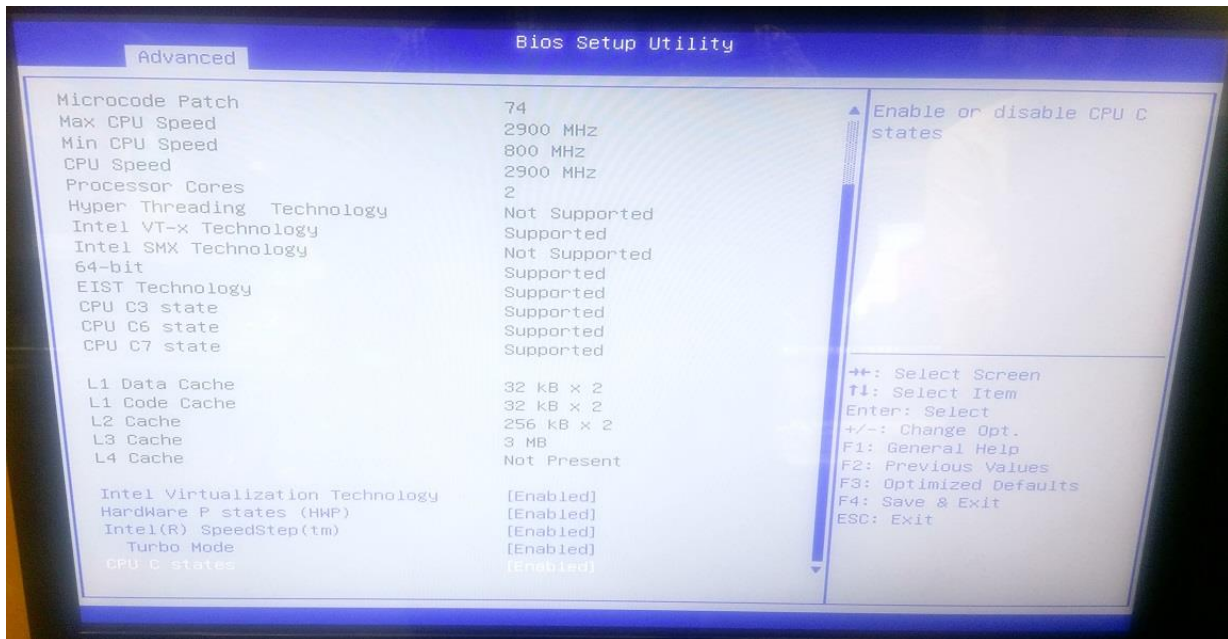 Bios Setup Utility
Advanced
Microcode Patch 74
Max CPU Speed 2900 MHz
Min CPU Speed 800 MHz
CPU Speed 2900 MHz
Processor Cores 2
Hyper Threading Technology Not Supported
Intel VT-x Technology Supported
Intel SMX Technology Not Supported
64-bit Supported
EIST Technology Supported
CPU C3 state Supported
CPU C6 state Supported
CPU C7 state Supported
L1 Data Cache 32 kB x 2
L1 Code Cache 32 kB x 2
L2 Cache 256 kB x 2
L3 Cache 3 MB
L4 Cache Not Present
Intel Virtualization Technology [Enabled]
HardWare P states (HWP) [Enabled]
Intel(R) SpeedStep(tm) [Enabled]
Turbo Mode [Enabled]
CPU C states [Enabled]
Enable or disable CPU C
states
→←: Select Screen
↑↓: Select Item
Enter: Select
+/-: Change Opt.
F1: General Help
F2: Previous Values
F3: Optimized Defaults
F4: Save & Exit
ESC: Exit